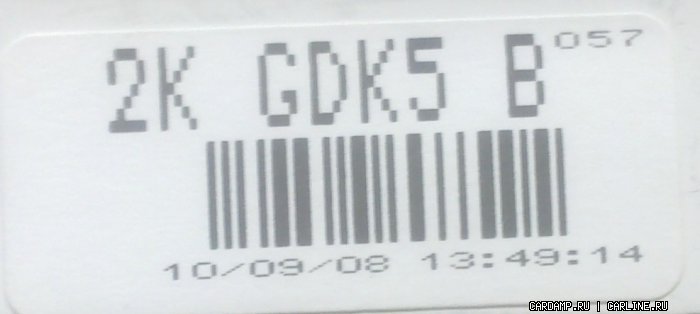 2K GDK5 B 057
10/09/08 13:49:14
CARDAMP.RU | CARLINE.RU